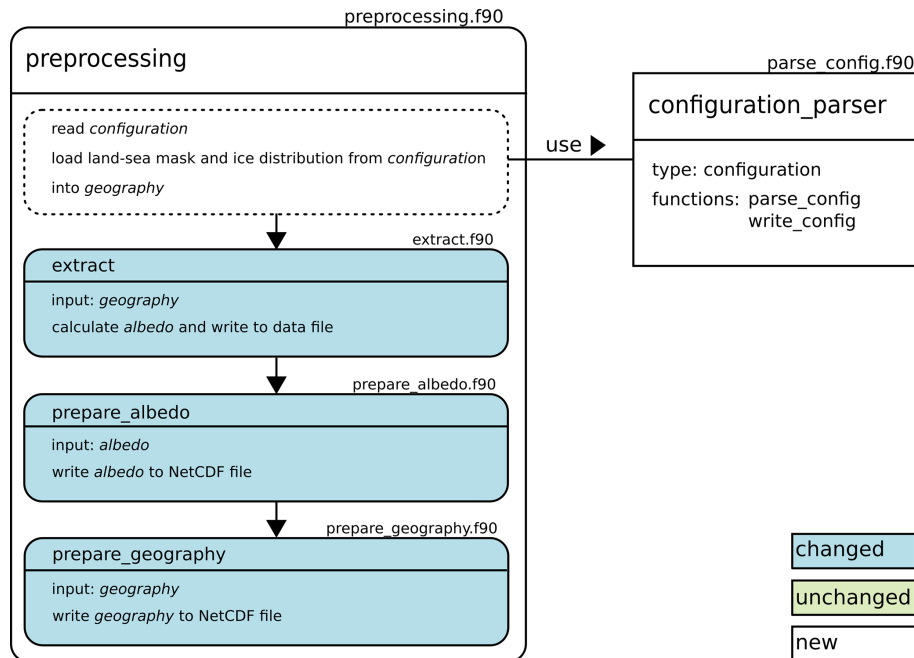 preprocessing.f90
preprocessing
read configuration
load land-sea mask and ice distribution from configuration
into geography
use
parse_config.f90
configuration_parser
type: configuration
functions: parse_config
write_config
extract.f90
extract
input: geography
calculate albedo and write to data file
prepare_albedo.f90
prepare_albedo
input: albedo
write albedo to NetCDF file
prepare_geography.f90
prepare_geography
input: geography
write geography to NetCDF file
changed
unchanged
new